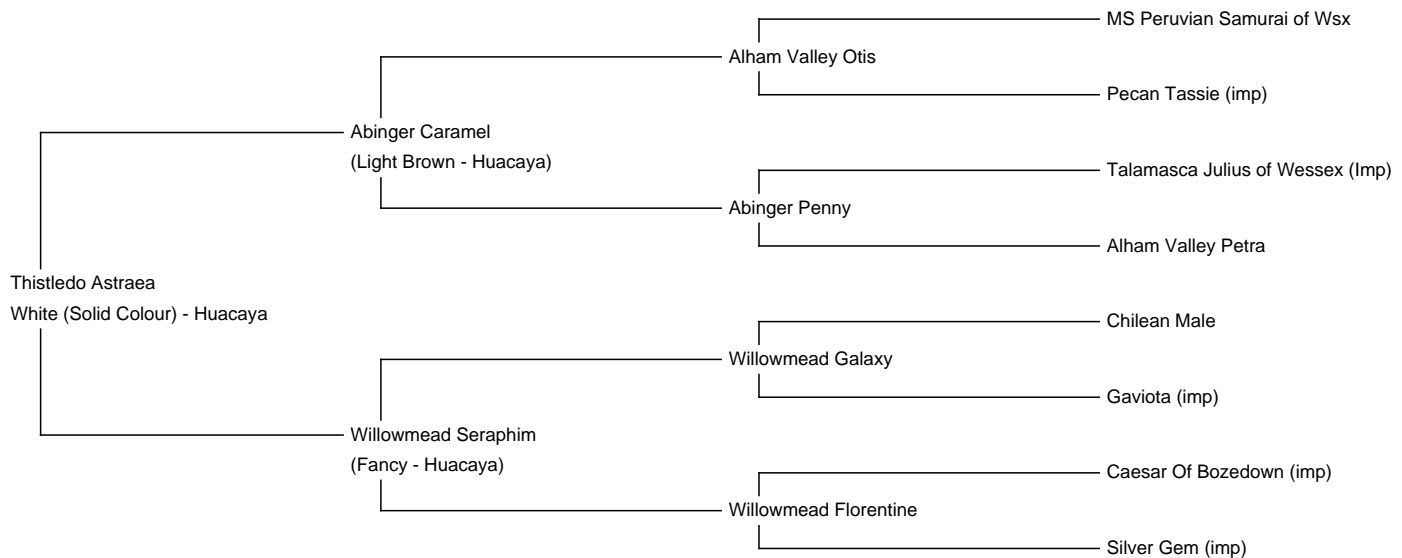 MS Peruvian Samurai of Wsx
Alham Valley Otis
Pecan Tassie (imp)
Abinger Caramel
(Light Brown - Huacaya)
Talamasca Julius of Wessex (Imp)
Abinger Penny
Alham Valley Petra
Thistledo Astraea
White (Solid Colour) - Huacaya
Chilean Male
Willowmead Galaxy
Gaviota (imp)
Willowmead Seraphim
(Fancy - Huacaya)
Caesar Of Bozedown (imp)
Willowmead Florentine
Silver Gem (imp)